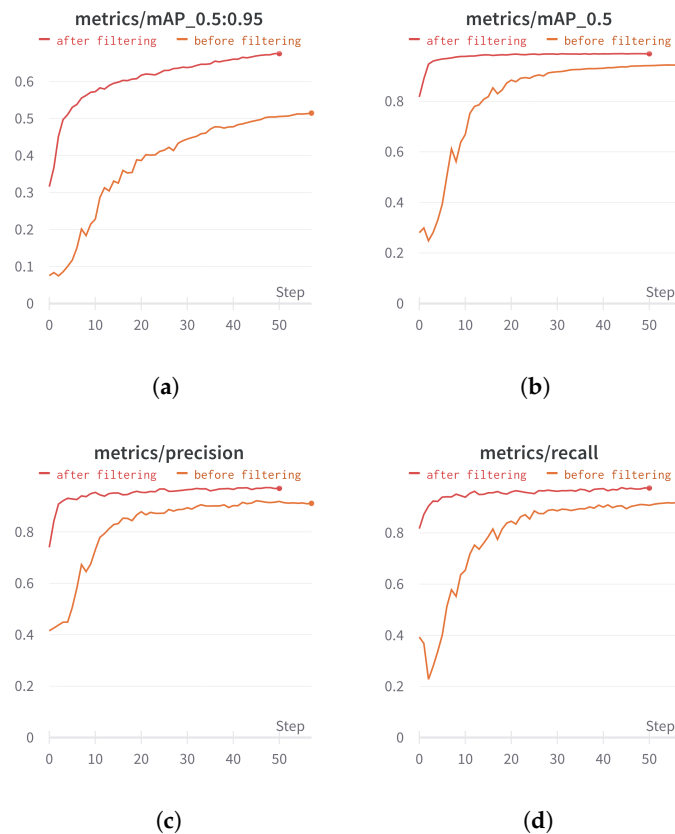 metrics/mAP_0.5:0.95
after filtering before filtering
0.6
0.5
0.4
0.3
0.2
0.1
0
Step
0 10 20 30 40 50
(a)
metrics/mAP_0.5
after filtering before filtering
0.8
0.6
0.4
0.2
0
Step
0 10 20 30 40 50
(b)
metrics/precision
after filtering before filtering
0.8
0.6
0.4
0.2
0
Step
0 10 20 30 40 50
(c)
metrics/recall
after filtering before filtering
0.8
0.6
0.4
0.2
0
Step
0 10 20 30 40 50
(d)